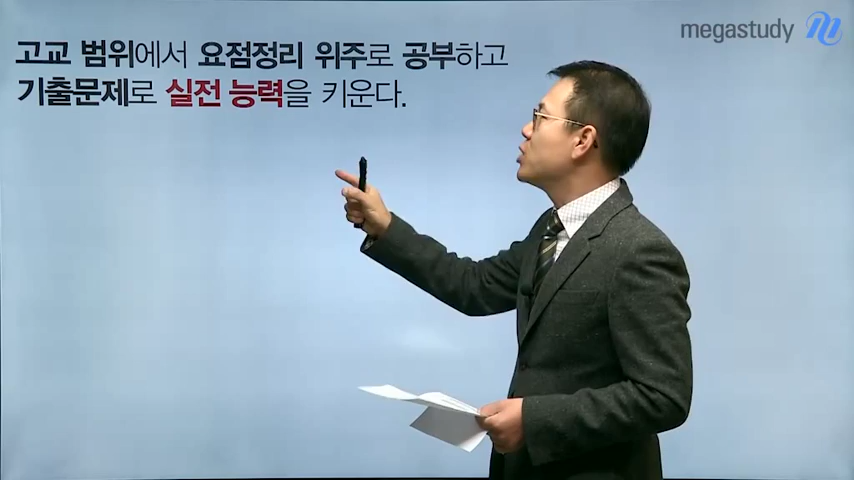 megastudy
고교 범위에서 요점정리 위주로 공부하고
기출문제로 실전 능력을 키운다.